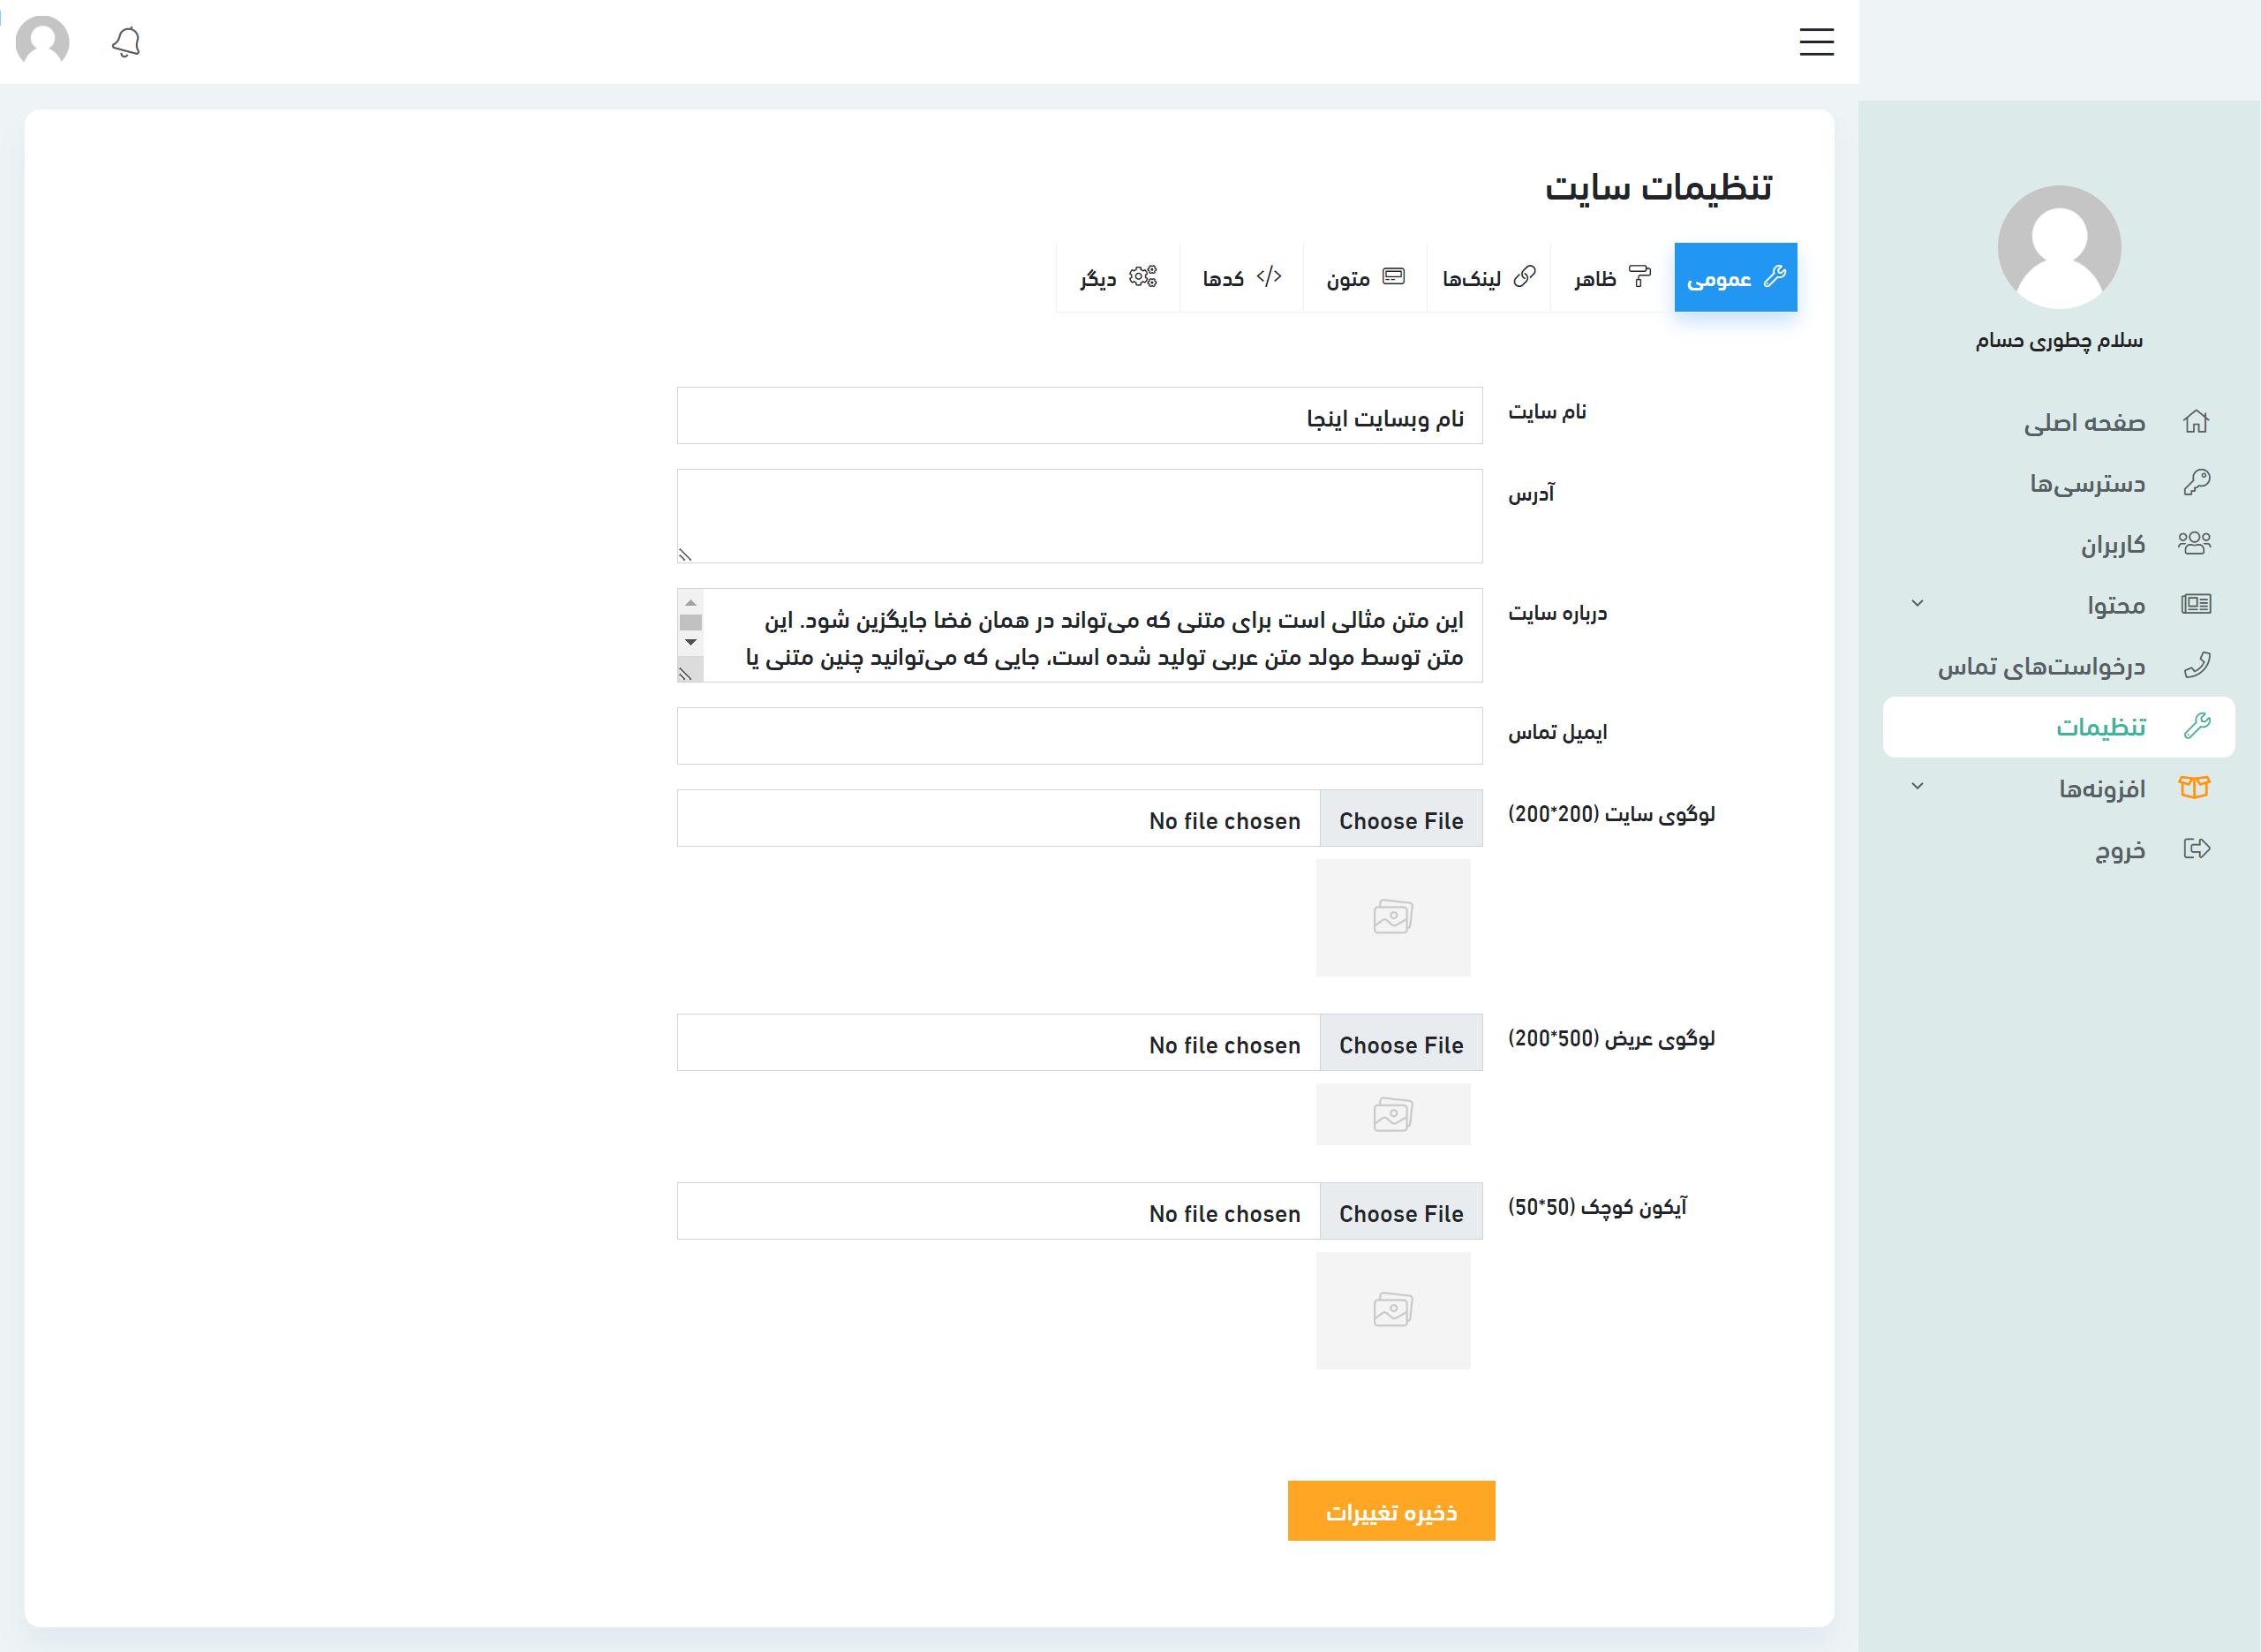 سلام چطوری حسام
صفحه اصلی
دسترسی‌ها
کاربران
محتوا
درخواست‌های تماس
تنظیمات
افزونه‌ها
خروج
تنظیمات سایت
عمومی
ظاهر
لینک‌ها
متون
کدها
دیگر
نام سایت
نام وبسایت اینجا
آدرس
درباره سایت
این متن مثالی است برای متنی که می‌تواند در همان فضا جایگزین شود. این
متن توسط مولد متن عربی تولید شده است، جایی که می‌توانید چنین متنی یا
ایمیل تماس
لوگوی سایت (200*200)
Choose File No file chosen
لوگوی عریض (500*200)
Choose File No file chosen
آیکون کوچک (50*50)
Choose File No file chosen
ذخیره تغییرات